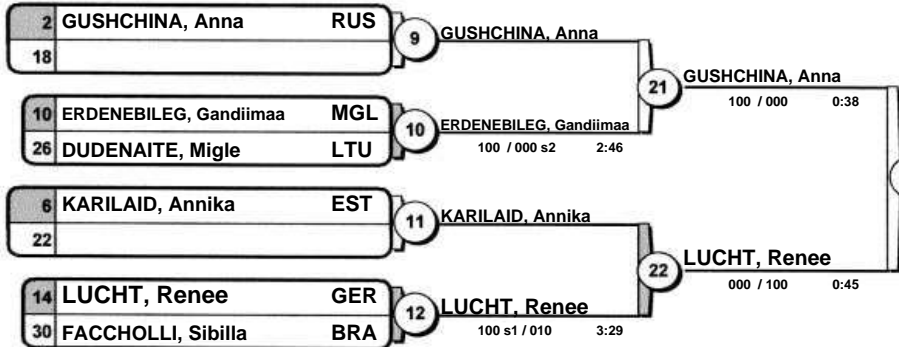 2 GUSHCHINA, Anna RUS
18
9
GUSHCHINA, Anna
10 ERDENEBILEG, Gandiimaa MGL
26 DUDENAITE, Migle LTU
10
ERDENEBILEG, Gandiimaa
100 / 000 s2 2:46
21
GUSHCHINA, Anna
100 / 000 0:38
6 KARILAID, Annika EST
22
11
KARILAID, Annika
14 LUCHT, Renee GER
30 FACCHOLLI, Sibilla BRA
12
LUCHT, Renee
100 s1 / 010 3:29
22
LUCHT, Renee
000 / 100 0:45